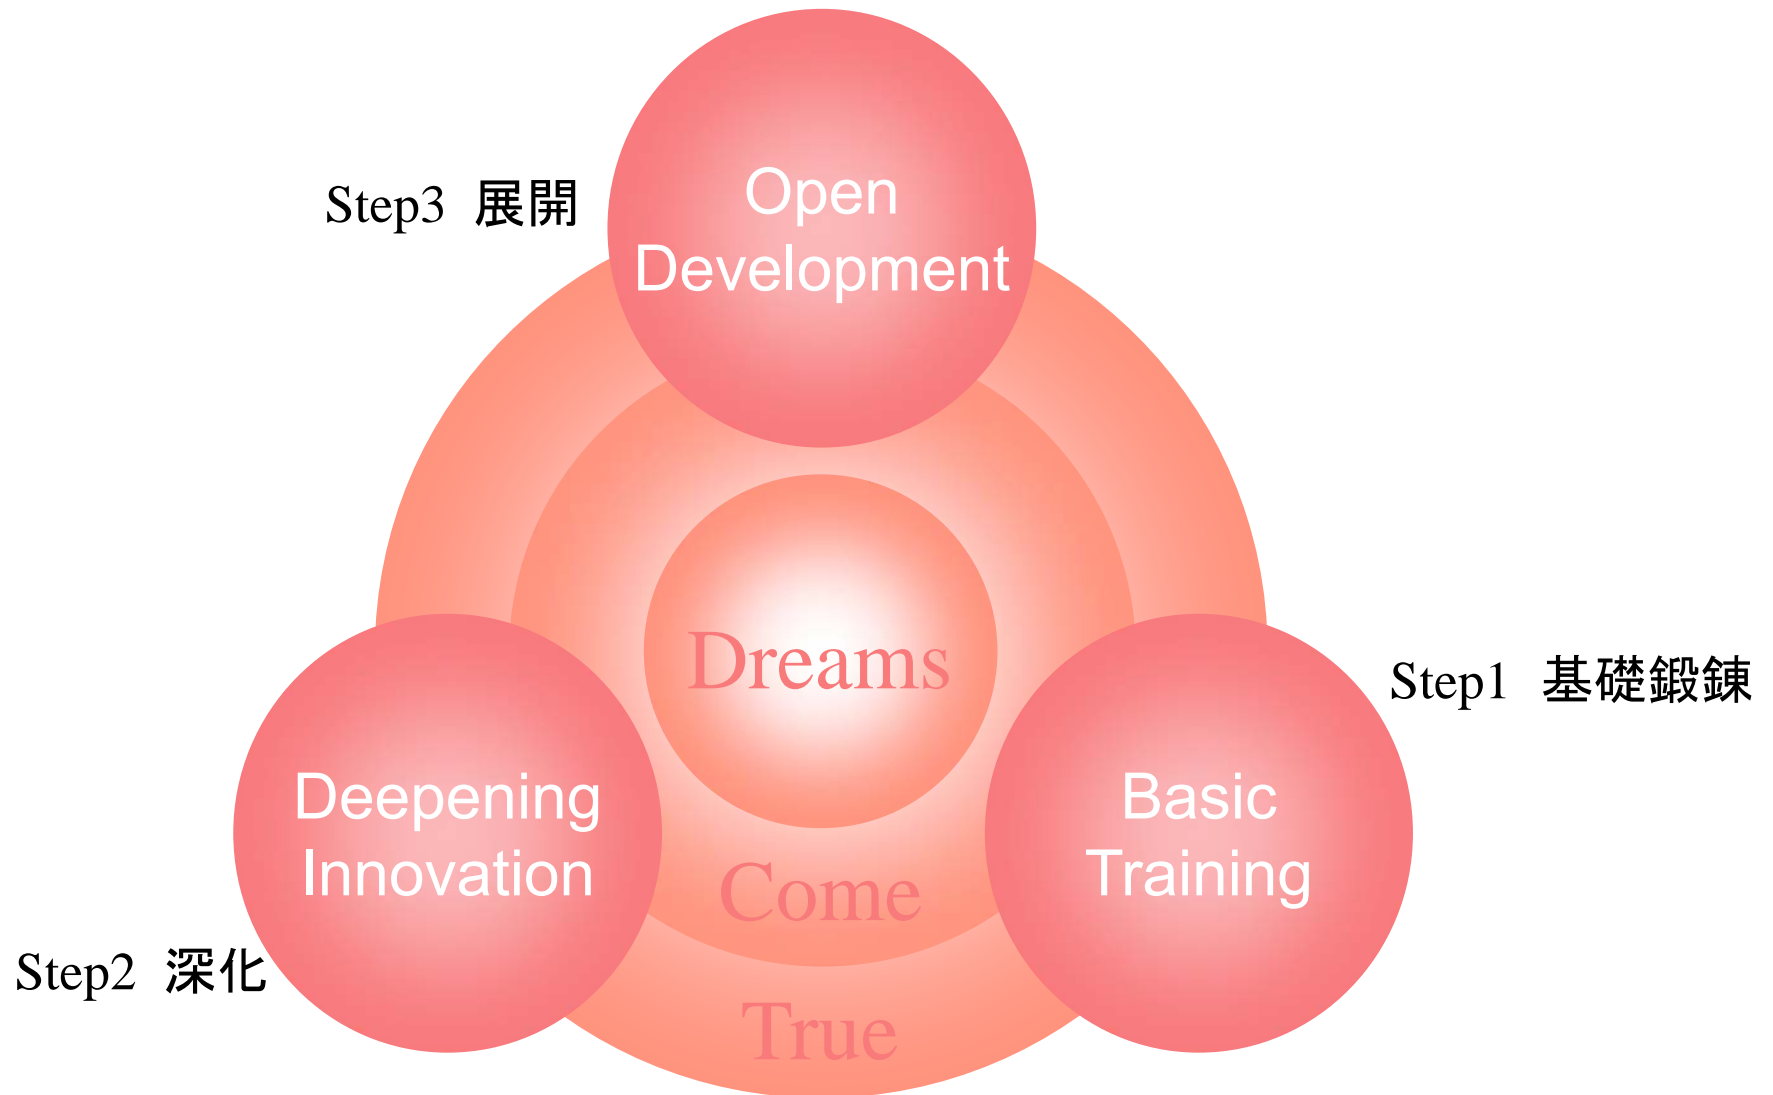 Open
Development
Step3 展開
Dreams
Step1 基礎鍛錬
Deepening
Innovation
Basic
Training
Come
Step2 深化
True